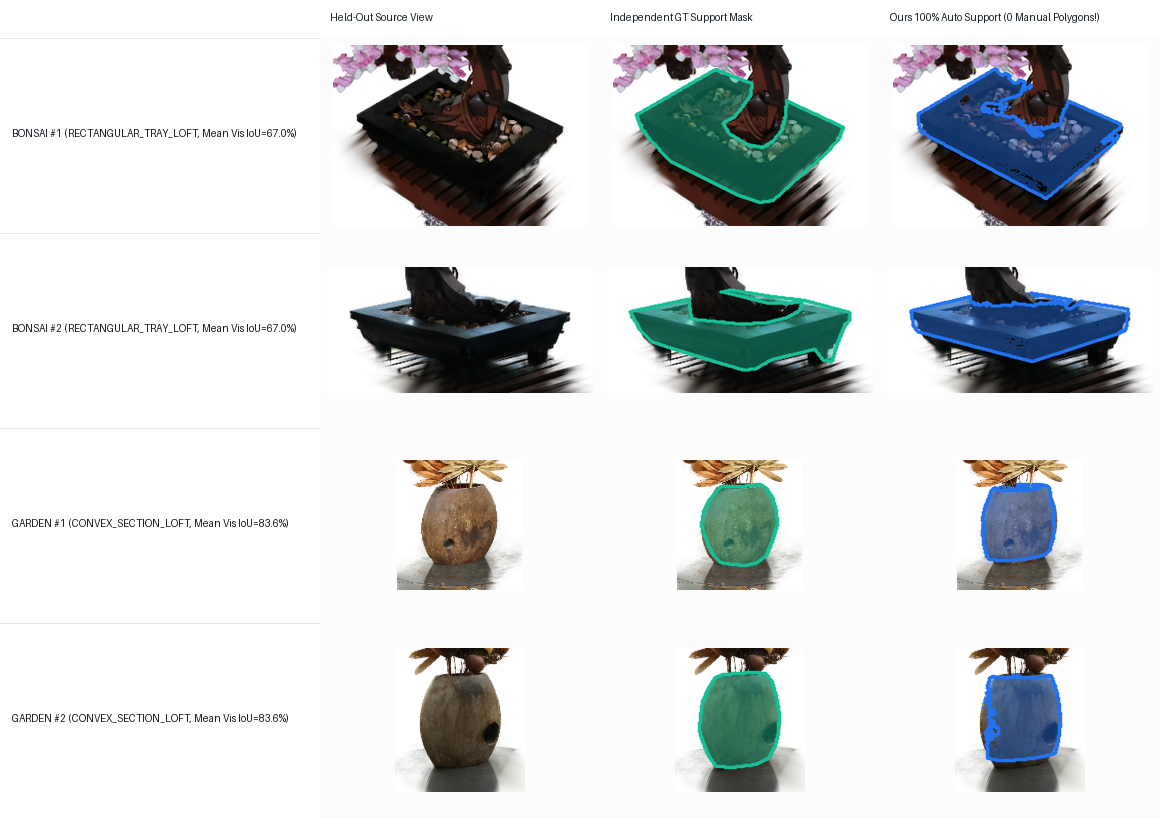 Held-Out Source View
Independent GT Support Mask
Ours 100% Auto Support (0 Manual Polygons!)
BONSAI #1 (RECTANGULAR_TRAY_LOFT, Mean Vis IoU=67.0%)
BONSAI #2 (RECTANGULAR_TRAY_LOFT, Mean Vis IoU=67.0%)
GARDEN #1 (CONVEX_SECTION_LOFT, Mean Vis IoU=83.6%)
GARDEN #2 (CONVEX_SECTION_LOFT, Mean Vis IoU=83.6%)